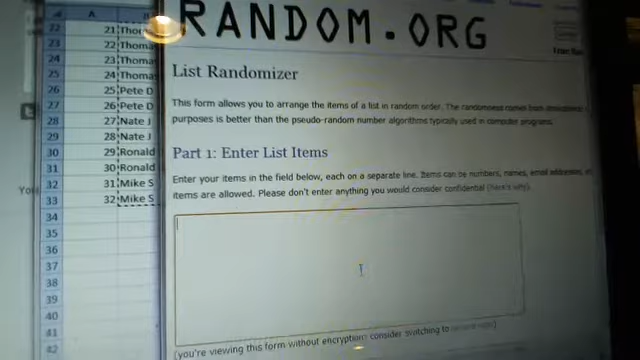 RANDOM.ORG
A
22 21 Thom
23 22 Thoma
24 23 Thoma
25 24 Thoma
26 25 Pete D
27 26 Pete D
28 27 Nate J
29 28 Nate J
30 29 Ronald
31 30 Ronald
32 31 Mike S
33 32 Mike S
34
35
36
37
38
39
40
41
42
List Randomizer
This form allows you to arrange the items of a list in random order. The randomness comes from atmospheric
purposes is better than the pseudo-random number algorithms typically used in computer programs.
Part 1: Enter List Items
Enter your items in the field below, each on a separate line. Items can be numbers, names, email addresses,
items are allowed. Please don't enter anything you would consider confidential (here's why).
(you're viewing this form without encryption; consider switching to